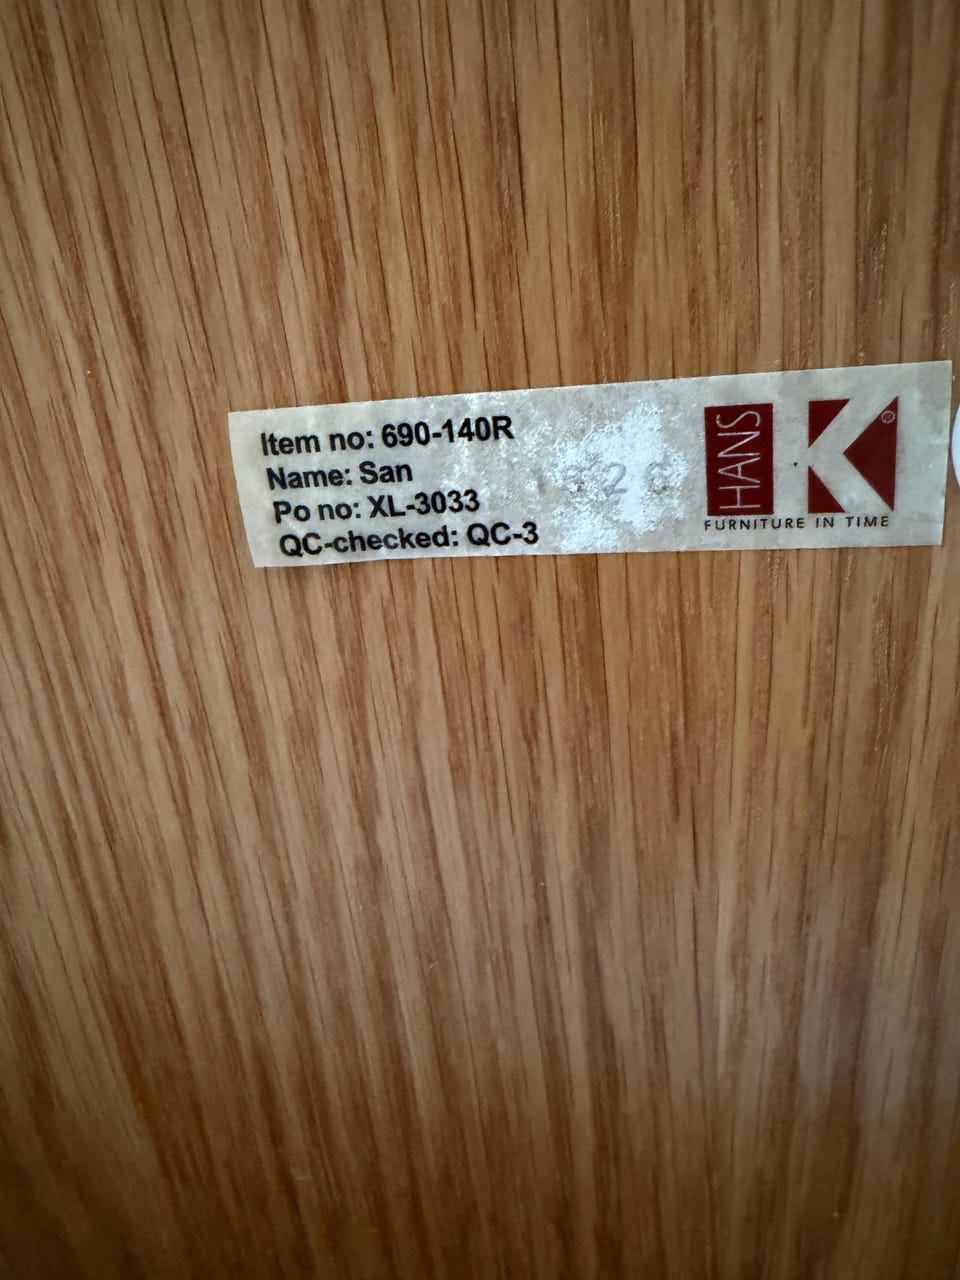 Item no: 690-140R
Name: San
Po no: XL-3033
QC-checked: QC-3
HANS K ®
FURNITURE IN TIME